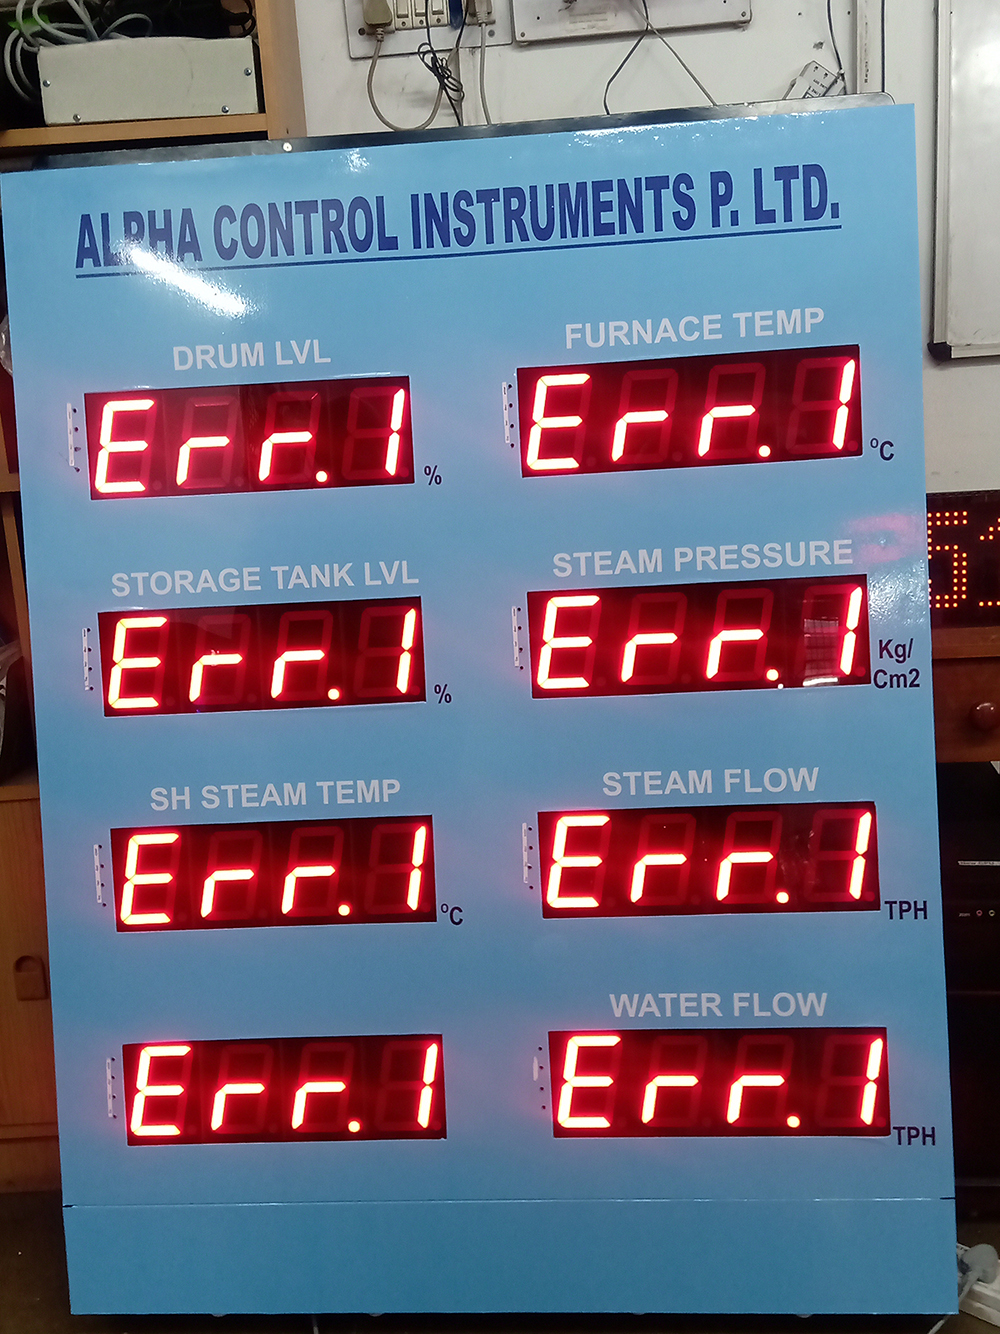 ALPHA CONTROL INSTRUMENTS P. LTD.
DRUM LVL
Err.1
%
FURNACE TEMP
Err.1
°C
STORAGE TANK LVL
Err.1
%
STEAM PRESSURE
Err.1
Kg/
Cm2
SH STEAM TEMP
Err.1
°C
STEAM FLOW
Err.1
TPH
Err.1
WATER FLOW
Err.1
TPH